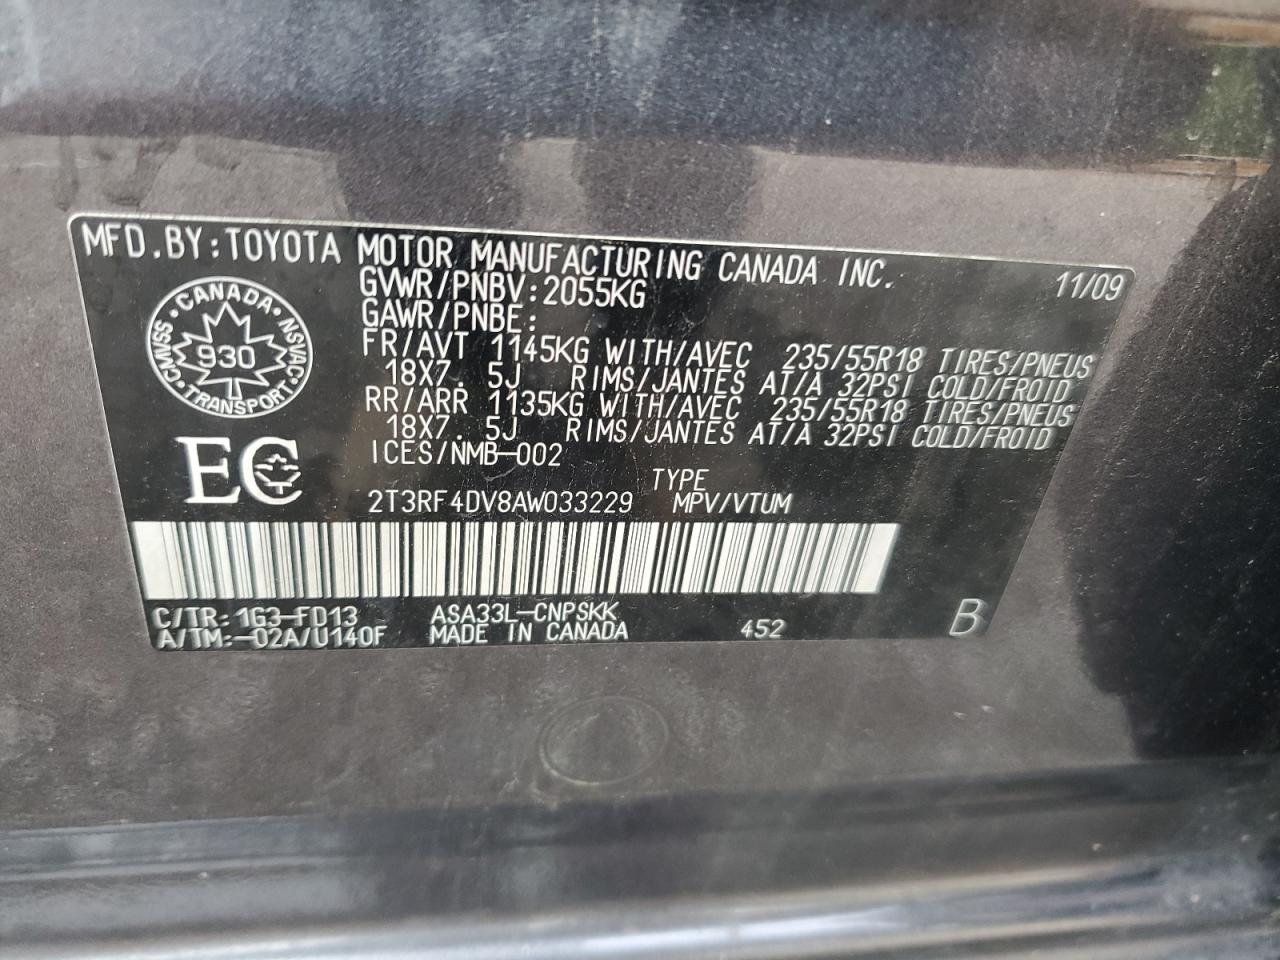 MFD.BY:TOYOTA MOTOR MANUFACTURING CANADA INC. 11/09
GVWR/PNBV:2055KG
GAWR/PNBE:
FR/AVT 1145KG WITH/AVEC 235/55R18 TIRES/PNEUS
18X7. 5J RIMS/JANTES AT/A 32PSI COLD/FROID
RR/ARR 1135KG WITH/AVEC 235/55R18 TIRES/PNEUS
18X7. 5J RIMS/JANTES AT/A 32PSI COLD/FROID
ICES/NMB-002
CANADA
CMVSS
NSVAC
930
TRANSPORT
EC
TYPE
2T3RF4DV8AW033229 MPV/VTUM
C/TR: 1G3-FD13 ASA33L-CNPSKK
A/TM:-02A/U140F MADE IN CANADA 452 B